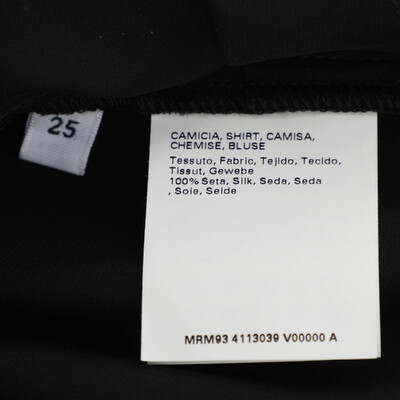 25
CAMICIA, SHIRT, CAMISA,
CHEMISE, BLUSE
Tessuto, Fabric, Tejido, Tecido,
Tissut, Gewebe
100% Seta, Silk, Seda, Seda
, Soie, Seide
MRM93 4113039 V00000 A